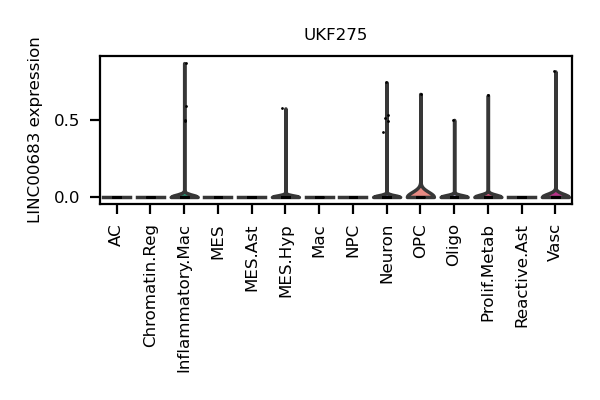 UKF275
LINC00683 expression
0.5
0.0
AC
Chromatin.Reg
Inflammatory.Mac
MES
MES.Ast
MES.Hyp
Mac
NPC
Neuron
OPC
Oligo
Prolif.Metab
Reactive.Ast
Vasc